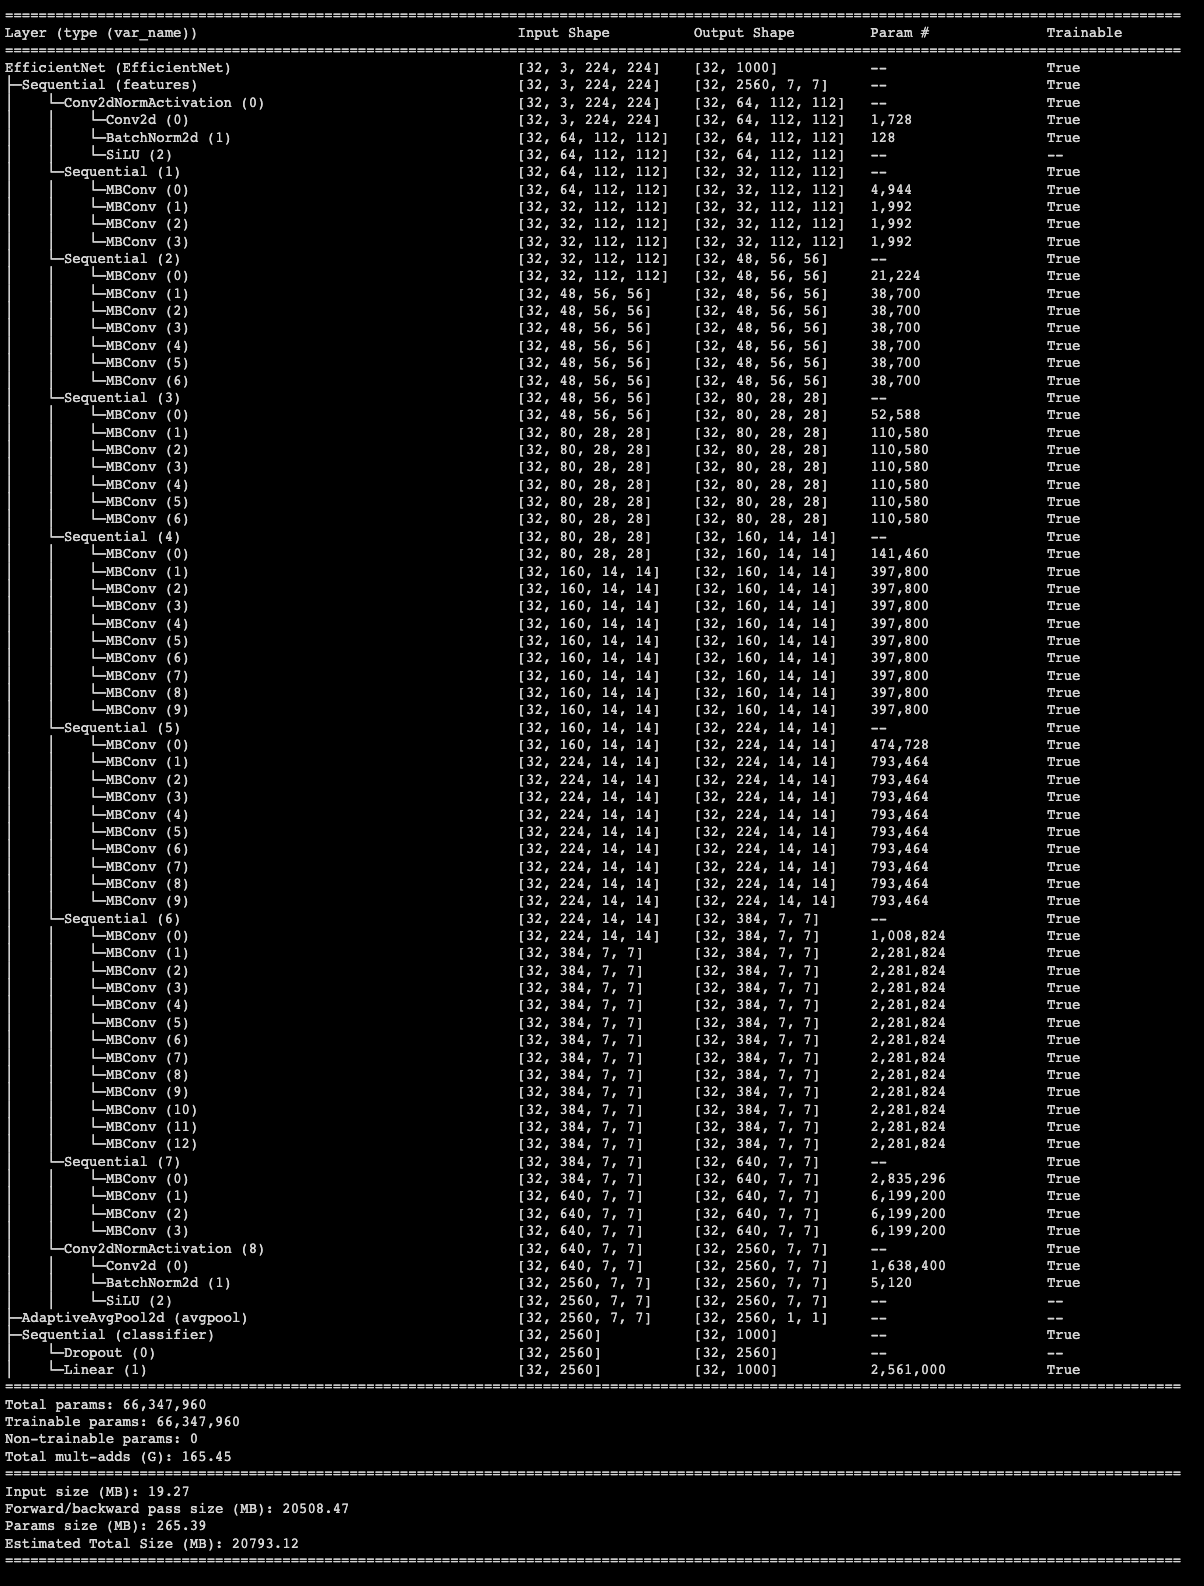 ==========================================================================================
Layer (type (var_name)) Input Shape Output Shape Param # Trainable
==========================================================================================
EfficientNet (EfficientNet) [32, 3, 224, 224] [32, 1000] -- True
├─Sequential (features) [32, 3, 224, 224] [32, 2560, 7, 7] -- True
│ └─Conv2dNormActivation (0) [32, 3, 224, 224] [32, 64, 112, 112] -- True
│ │ └─Conv2d (0) [32, 3, 224, 224] [32, 64, 112, 112] 1,728 True
│ │ └─BatchNorm2d (1) [32, 64, 112, 112] [32, 64, 112, 112] 128 True
│ │ └─SiLU (2) [32, 64, 112, 112] [32, 64, 112, 112] -- --
│ └─Sequential (1) [32, 64, 112, 112] [32, 32, 112, 112] -- True
│ │ └─MBConv (0) [32, 64, 112, 112] [32, 32, 112, 112] 4,944 True
│ │ └─MBConv (1) [32, 32, 112, 112] [32, 32, 112, 112] 1,992 True
│ │ └─MBConv (2) [32, 32, 112, 112] [32, 32, 112, 112] 1,992 True
│ │ └─MBConv (3) [32, 32, 112, 112] [32, 32, 112, 112] 1,992 True
│ └─Sequential (2) [32, 32, 112, 112] [32, 48, 56, 56] -- True
│ │ └─MBConv (0) [32, 32, 112, 112] [32, 48, 56, 56] 21,224 True
│ │ └─MBConv (1) [32, 48, 56, 56] [32, 48, 56, 56] 38,700 True
│ │ └─MBConv (2) [32, 48, 56, 56] [32, 48, 56, 56] 38,700 True
│ │ └─MBConv (3) [32, 48, 56, 56] [32, 48, 56, 56] 38,700 True
│ │ └─MBConv (4) [32, 48, 56, 56] [32, 48, 56, 56] 38,700 True
│ │ └─MBConv (5) [32, 48, 56, 56] [32, 48, 56, 56] 38,700 True
│ │ └─MBConv (6) [32, 48, 56, 56] [32, 48, 56, 56] 38,700 True
│ └─Sequential (3) [32, 48, 56, 56] [32, 80, 28, 28] -- True
│ │ └─MBConv (0) [32, 48, 56, 56] [32, 80, 28, 28] 52,588 True
│ │ └─MBConv (1) [32, 80, 28, 28] [32, 80, 28, 28] 110,580 True
│ │ └─MBConv (2) [32, 80, 28, 28] [32, 80, 28, 28] 110,580 True
│ │ └─MBConv (3) [32, 80, 28, 28] [32, 80, 28, 28] 110,580 True
│ │ └─MBConv (4) [32, 80, 28, 28] [32, 80, 28, 28] 110,580 True
│ │ └─MBConv (5) [32, 80, 28, 28] [32, 80, 28, 28] 110,580 True
│ │ └─MBConv (6) [32, 80, 28, 28] [32, 80, 28, 28] 110,580 True
│ └─Sequential (4) [32, 80, 28, 28] [32, 160, 14, 14] -- True
│ │ └─MBConv (0) [32, 80, 28, 28] [32, 160, 14, 14] 141,460 True
│ │ └─MBConv (1) [32, 160, 14, 14] [32, 160, 14, 14] 397,800 True
│ │ └─MBConv (2) [32, 160, 14, 14] [32, 160, 14, 14] 397,800 True
│ │ └─MBConv (3) [32, 160, 14, 14] [32, 160, 14, 14] 397,800 True
│ │ └─MBConv (4) [32, 160, 14, 14] [32, 160, 14, 14] 397,800 True
│ │ └─MBConv (5) [32, 160, 14, 14] [32, 160, 14, 14] 397,800 True
│ │ └─MBConv (6) [32, 160, 14, 14] [32, 160, 14, 14] 397,800 True
│ │ └─MBConv (7) [32, 160, 14, 14] [32, 160, 14, 14] 397,800 True
│ │ └─MBConv (8) [32, 160, 14, 14] [32, 160, 14, 14] 397,800 True
│ │ └─MBConv (9) [32, 160, 14, 14] [32, 160, 14, 14] 397,800 True
│ └─Sequential (5) [32, 160, 14, 14] [32, 224, 14, 14] -- True
│ │ └─MBConv (0) [32, 160, 14, 14] [32, 224, 14, 14] 474,728 True
│ │ └─MBConv (1) [32, 224, 14, 14] [32, 224, 14, 14] 793,464 True
│ │ └─MBConv (2) [32, 224, 14, 14] [32, 224, 14, 14] 793,464 True
│ │ └─MBConv (3) [32, 224, 14, 14] [32, 224, 14, 14] 793,464 True
│ │ └─MBConv (4) [32, 224, 14, 14] [32, 224, 14, 14] 793,464 True
│ │ └─MBConv (5) [32, 224, 14, 14] [32, 224, 14, 14] 793,464 True
│ │ └─MBConv (6) [32, 224, 14, 14] [32, 224, 14, 14] 793,464 True
│ │ └─MBConv (7) [32, 224, 14, 14] [32, 224, 14, 14] 793,464 True
│ │ └─MBConv (8) [32, 224, 14, 14] [32, 224, 14, 14] 793,464 True
│ │ └─MBConv (9) [32, 224, 14, 14] [32, 224, 14, 14] 793,464 True
│ └─Sequential (6) [32, 224, 14, 14] [32, 384, 7, 7] -- True
│ │ └─MBConv (0) [32, 224, 14, 14] [32, 384, 7, 7] 1,008,824 True
│ │ └─MBConv (1) [32, 384, 7, 7] [32, 384, 7, 7] 2,281,824 True
│ │ └─MBConv (2) [32, 384, 7, 7] [32, 384, 7, 7] 2,281,824 True
│ │ └─MBConv (3) [32, 384, 7, 7] [32, 384, 7, 7] 2,281,824 True
│ │ └─MBConv (4) [32, 384, 7, 7] [32, 384, 7, 7] 2,281,824 True
│ │ └─MBConv (5) [32, 384, 7, 7] [32, 384, 7, 7] 2,281,824 True
│ │ └─MBConv (6) [32, 384, 7, 7] [32, 384, 7, 7] 2,281,824 True
│ │ └─MBConv (7) [32, 384, 7, 7] [32, 384, 7, 7] 2,281,824 True
│ │ └─MBConv (8) [32, 384, 7, 7] [32, 384, 7, 7] 2,281,824 True
│ │ └─MBConv (9) [32, 384, 7, 7] [32, 384, 7, 7] 2,281,824 True
│ │ └─MBConv (10) [32, 384, 7, 7] [32, 384, 7, 7] 2,281,824 True
│ │ └─MBConv (11) [32, 384, 7, 7] [32, 384, 7, 7] 2,281,824 True
│ │ └─MBConv (12) [32, 384, 7, 7] [32, 384, 7, 7] 2,281,824 True
│ └─Sequential (7) [32, 384, 7, 7] [32, 640, 7, 7] -- True
│ │ └─MBConv (0) [32, 384, 7, 7] [32, 640, 7, 7] 2,835,296 True
│ │ └─MBConv (1) [32, 640, 7, 7] [32, 640, 7, 7] 6,199,200 True
│ │ └─MBConv (2) [32, 640, 7, 7] [32, 640, 7, 7] 6,199,200 True
│ │ └─MBConv (3) [32, 640, 7, 7] [32, 640, 7, 7] 6,199,200 True
│ └─Conv2dNormActivation (8) [32, 640, 7, 7] [32, 2560, 7, 7] -- True
│ │ └─Conv2d (0) [32, 640, 7, 7] [32, 2560, 7, 7] 1,638,400 True
│ │ └─BatchNorm2d (1) [32, 2560, 7, 7] [32, 2560, 7, 7] 5,120 True
│ │ └─SiLU (2) [32, 2560, 7, 7] [32, 2560, 7, 7] -- --
├─AdaptiveAvgPool2d (avgpool) [32, 2560, 7, 7] [32, 2560, 1, 1] -- --
├─Sequential (classifier) [32, 2560] [32, 1000] -- True
│ └─Dropout (0) [32, 2560] [32, 2560] -- --
│ └─Linear (1) [32, 2560] [32, 1000] 2,561,000 True
==========================================================================================
Total params: 66,347,960
Trainable params: 66,347,960
Non-trainable params: 0
Total mult-adds (G): 165.45
==========================================================================================
Input size (MB): 19.27
Forward/backward pass size (MB): 20508.47
Params size (MB): 265.39
Estimated Total Size (MB): 20793.12
==========================================================================================